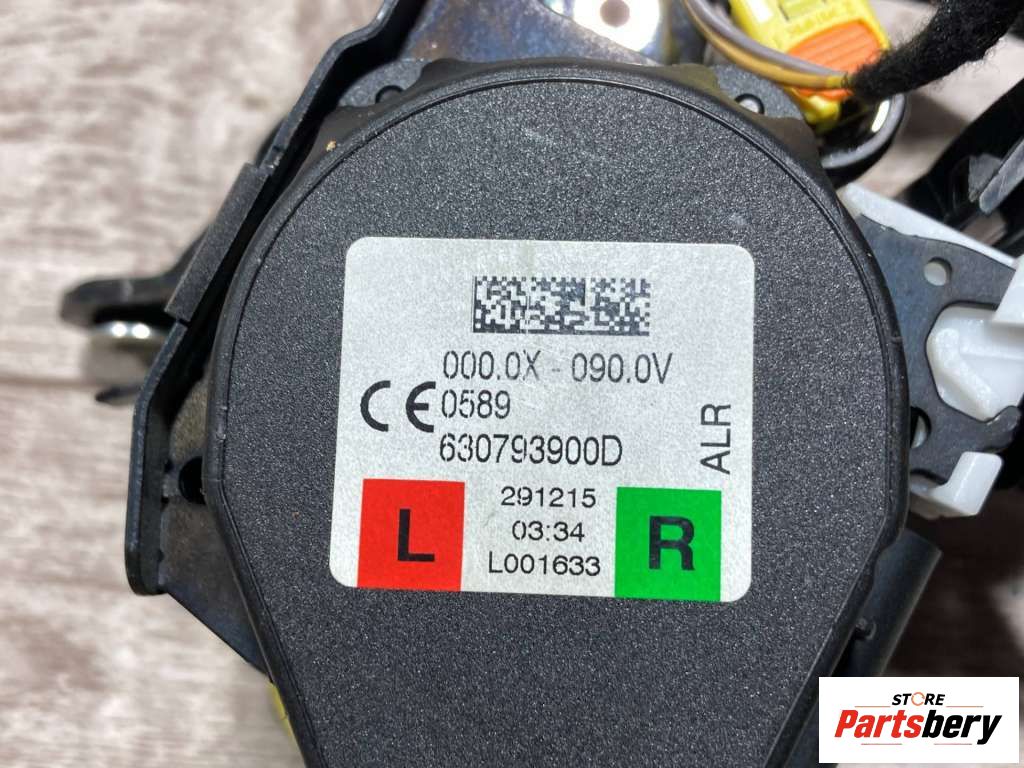 000.0X - 090.0V
CE 0589
630793900D
ALR
L
291215
03:34
L001633
R
STORE
Partsbery